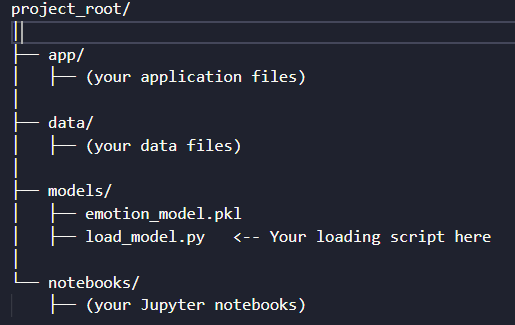 project_root/
││
├── app/
│   ├── (your application files)
│
├── data/
│   ├── (your data files)
│
├── models/
│   ├── emotion_model.pkl
│   ├── load_model.py   <-- Your loading script here
│
└── notebooks/
    ├── (your Jupyter notebooks)